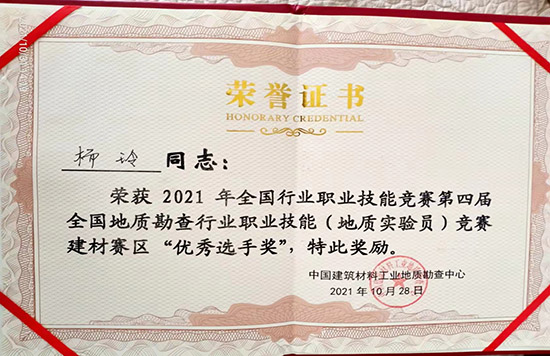 荣誉证书
HONORARY CREDENTIAL
柳玲 同志：
荣获 2021 年全国行业职业技能竞赛第四届
全国地质勘查行业职业技能（地质实验员）竞赛
建材赛区“优秀选手奖”，特此奖励。
中国建筑材料工业地质勘查中心
2021 年 10 月 28 日